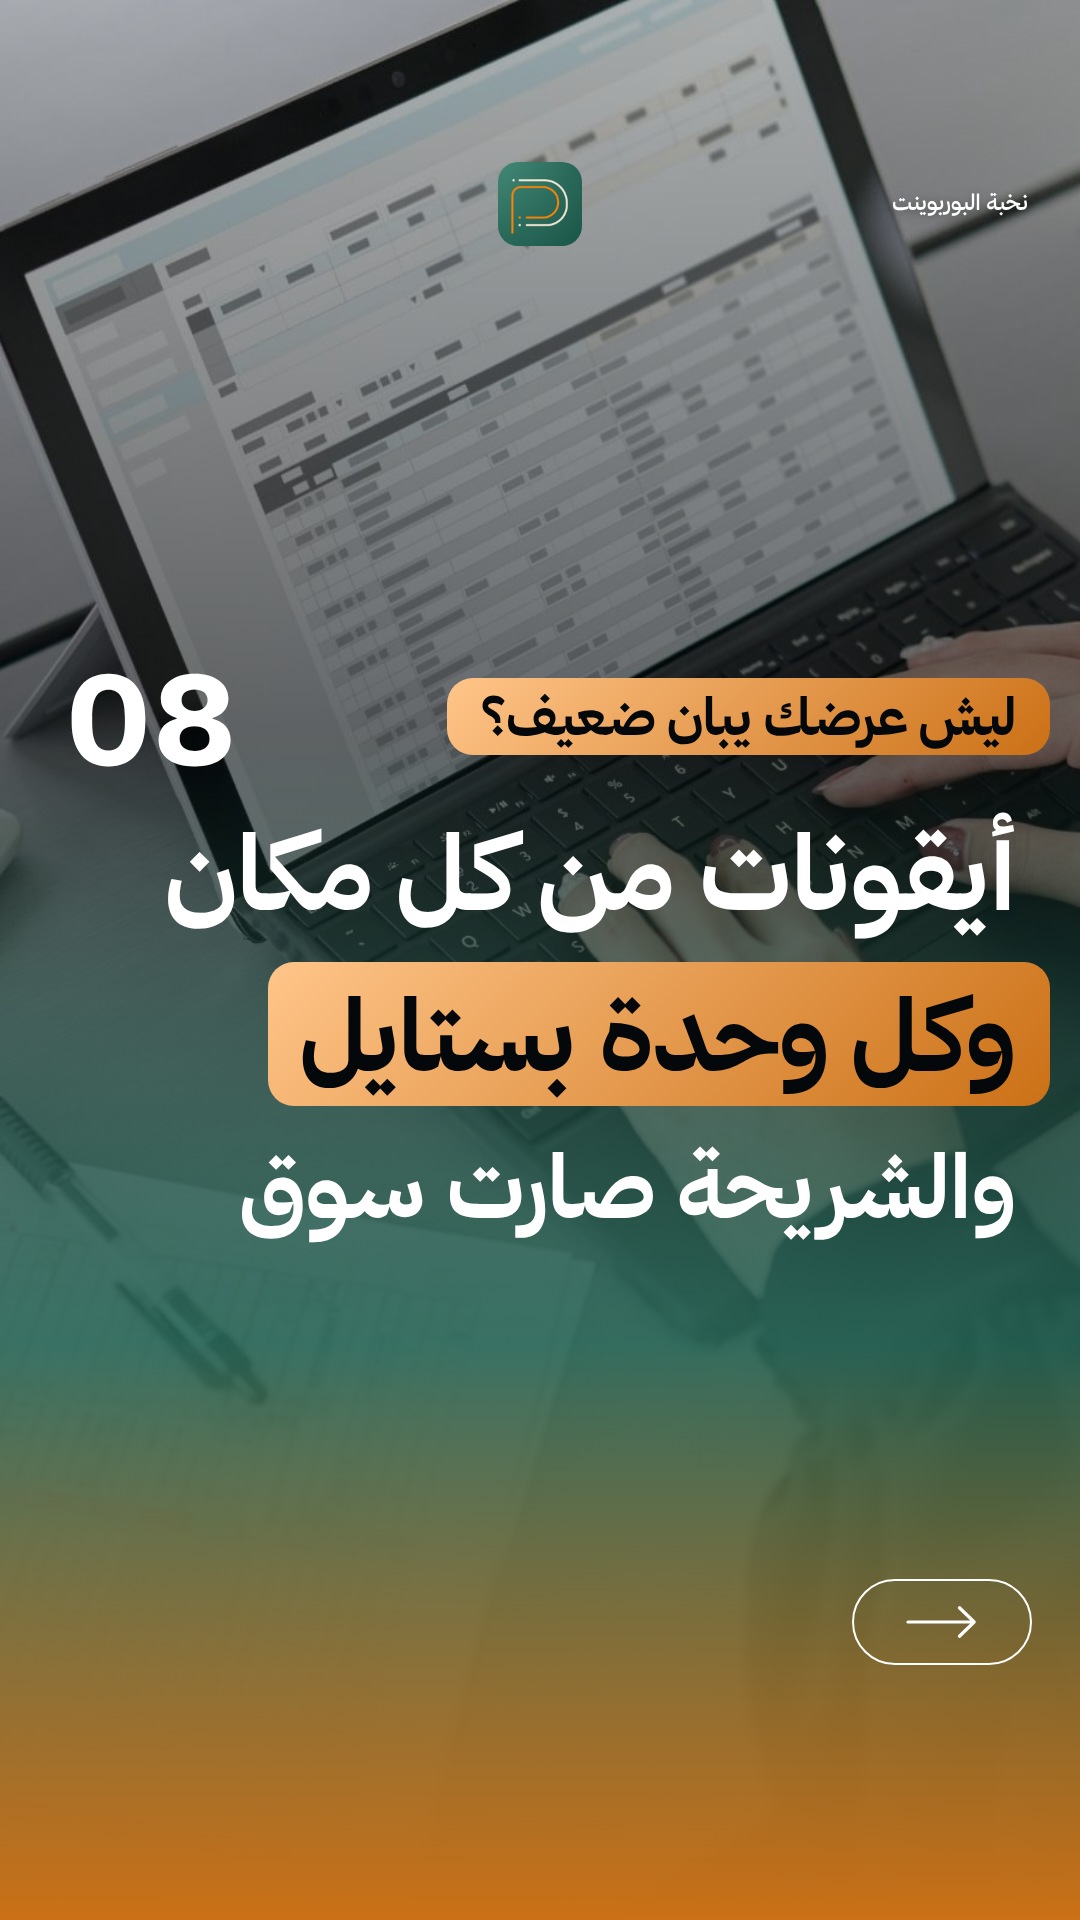 نخبة البوربوينت
ليش عرضك يبان ضعيف؟
08
أيقونات من كل مكان
وكل وحدة بستايل
والشريحة صارت سوق